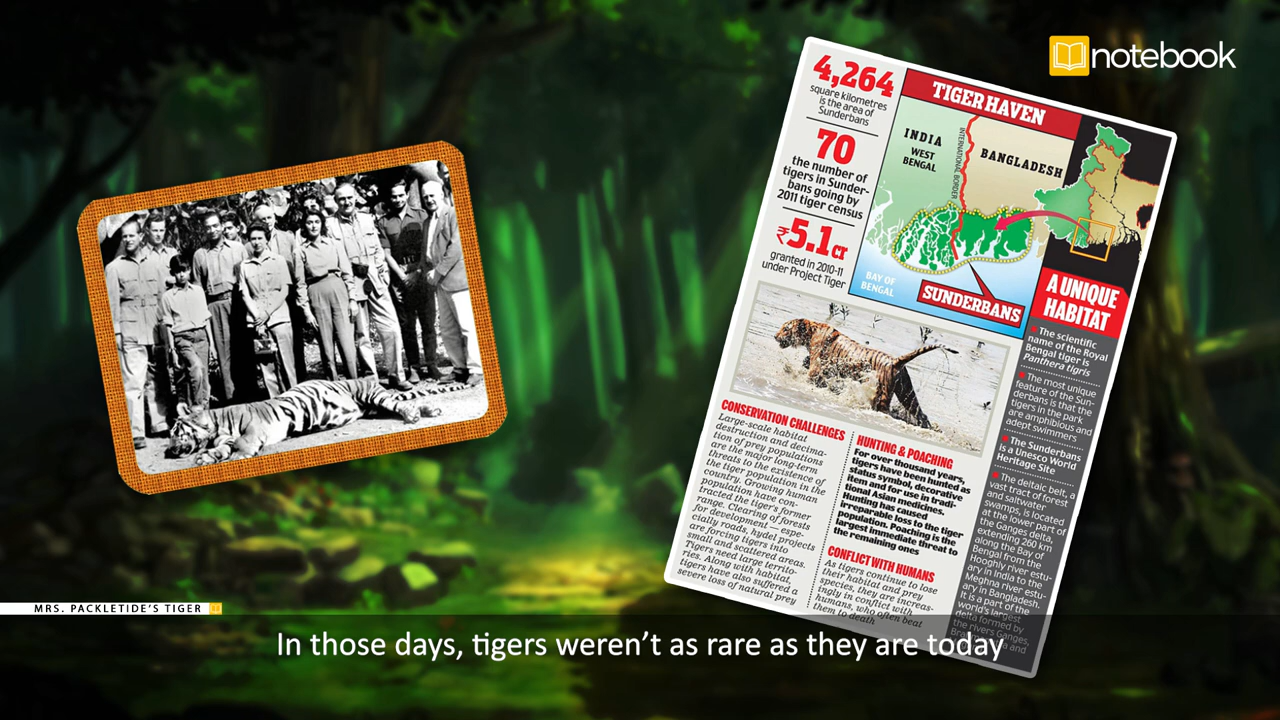 notebook
4,264
square kilometres
is the area of
Sunderbans
70
the number of
tigers in Sunder-
bans going by
2011 tiger census
₹5.1cr
granted in 2010-11
under Project Tiger
TIGER HAVEN
INDIA
WEST
BENGAL
INTERNATIONAL BORDER
BANGLADESH
BAY OF
BENGAL
SUNDERBANS
CONSERVATION CHALLENGES
Large-scale habitat
destruction and decima-
tion of prey populations
are the major long-term
threats to the existence of
the tiger population in the
country. Growing human
population have con-
tracted the tiger's former
range. Clearing of forests
for development — espe-
cially roads, hydel projects
are forcing tigers into
small and scattered areas.
Tigers need large territo-
ries. Along with habitat,
tigers have also suffered a
severe loss of natural prey
HUNTING & POACHING
For over thousand years,
tigers have been hunted as
status symbol, decorative
item and for use in tradi-
tional Asian medicines.
Hunting has caused
irreparable loss to the tiger
population. Poaching is the
largest immediate threat to
the remaining ones
CONFLICT WITH HUMANS
As tigers continue to lose
their habitat and prey
species, they are increas-
ingly in conflict with
humans, who often beat
them to death
A UNIQUE
HABITAT
The scientific
name of the Royal
Bengal tiger is
Panthera tigris
The most unique
feature of the Sun-
derbans is that the
tigers in the park
are amphibious and
adept swimmers
The Sunderbans
is a Unesco World
Heritage Site
The deltaic belt, a
vast tract of forest
and saltwater
swamps, is located
at the lower part of
the Ganges delta,
extending 260 km
along the Bay of
Bengal from the
Hooghly river estu-
ary in India to the
Meghna river estu-
ary in Bangladesh.
It is a part of the
world's largest
delta formed by
the rivers Ganges,
and
MRS. PACKLETIDE'S TIGER
In those days, tigers weren't as rare as they are today